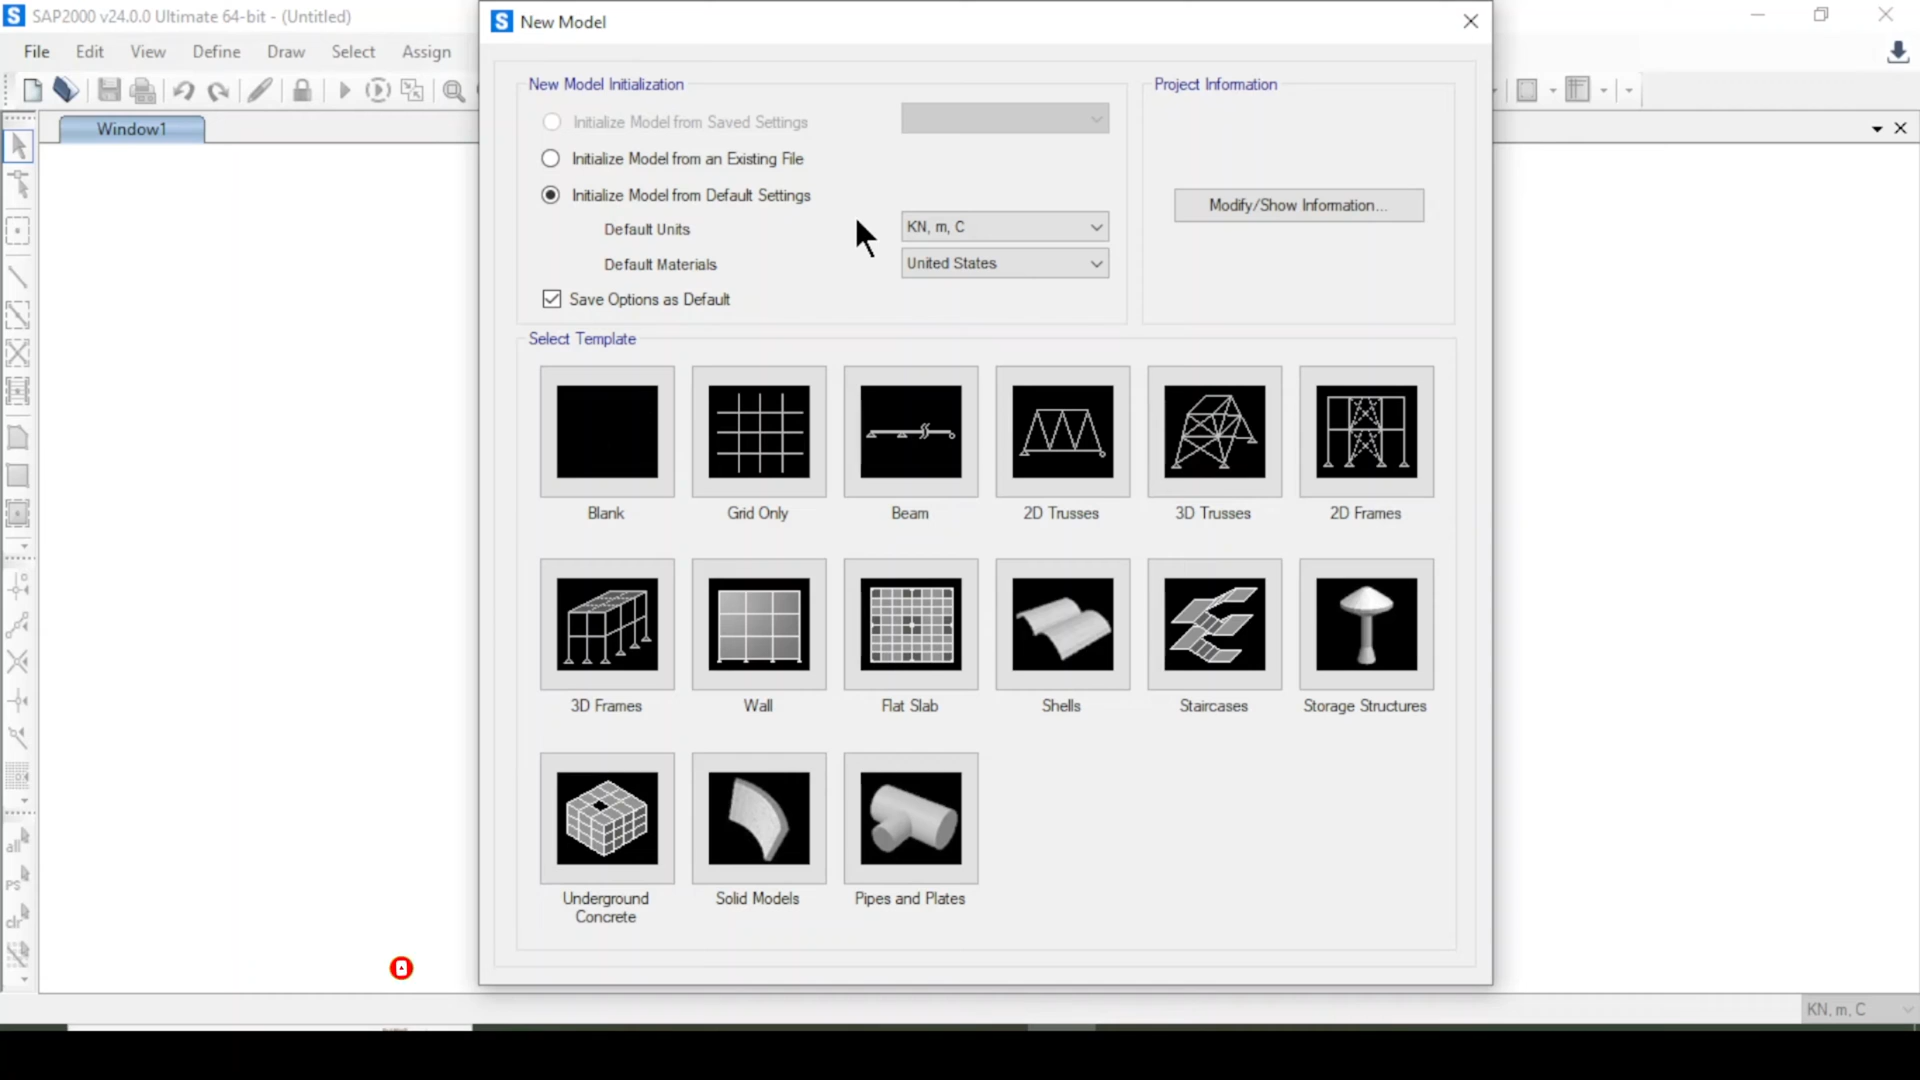 SAP2000 v24.0.0 Ultimate 64-bit - (Untitled)
New Model
File Edit View Define Draw Select Assign
Window1
New Model Initialization
Project Information
Initialize Model from Saved Settings
Initialize Model from an Existing File
Initialize Model from Default Settings
Modify/Show Information...
Default Units
KN, m, C
Default Materials
United States
Save Options as Default
Select Template
Blank
Grid Only
Beam
2D Trusses
3D Trusses
2D Frames
3D Frames
Wall
Flat Slab
Shells
Staircases
Storage Structures
Underground
Concrete
Solid Models
Pipes and Plates
all
PS
clr
KN, m, C